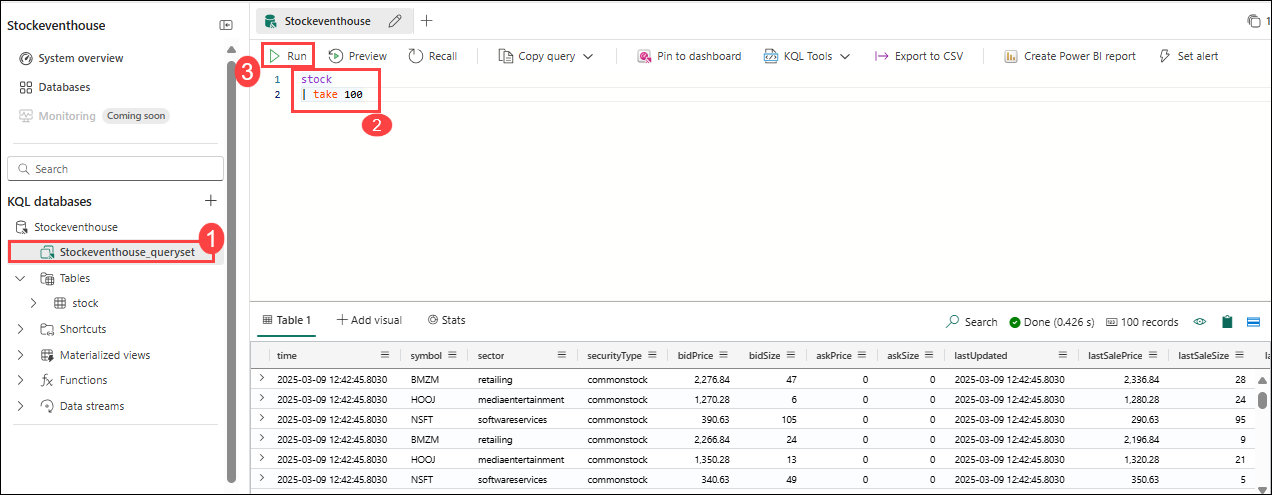 Stockeventhouse
System overview
Databases
Monitoring Coming soon
Search
KQL databases
Stockeventhouse
Stockeventhouse_queryset
1
Tables
stock
Shortcuts
Materialized views
Functions
Data streams
Stockeventhouse
1
Run Preview Recall Copy query Pin to dashboard KQL Tools Export to CSV Create Power BI report Set alert
3
1 stock
2 | take 100
2
Table 1 Add visual Stats Search Done (0.426 s) 100 records
time symbol sector securityType bidPrice bidSize askPrice askSize lastUpdated lastSalePrice lastSaleSize
2025-03-09 12:42:45.8030 BMZM retailing commonstock 2,276.84 47 0 0 2025-03-09 12:42:45.8030 2,336.84 28
2025-03-09 12:42:45.8030 HOOJ mediaentertainment commonstock 1,270.28 6 0 0 2025-03-09 12:42:45.8030 1,280.28 24
2025-03-09 12:42:45.8030 NSFT softwareservices commonstock 390.63 105 0 0 2025-03-09 12:42:45.8030 290.63 95
2025-03-09 12:42:45.8030 BMZM retailing commonstock 2,266.84 24 0 0 2025-03-09 12:42:45.8030 2,196.84 9
2025-03-09 12:42:45.8030 HOOJ mediaentertainment commonstock 1,350.28 13 0 0 2025-03-09 12:42:45.8030 1,320.28 21
2025-03-09 12:42:45.8030 NSFT softwareservices commonstock 340.63 49 0 0 2025-03-09 12:42:45.8030 350.63 5